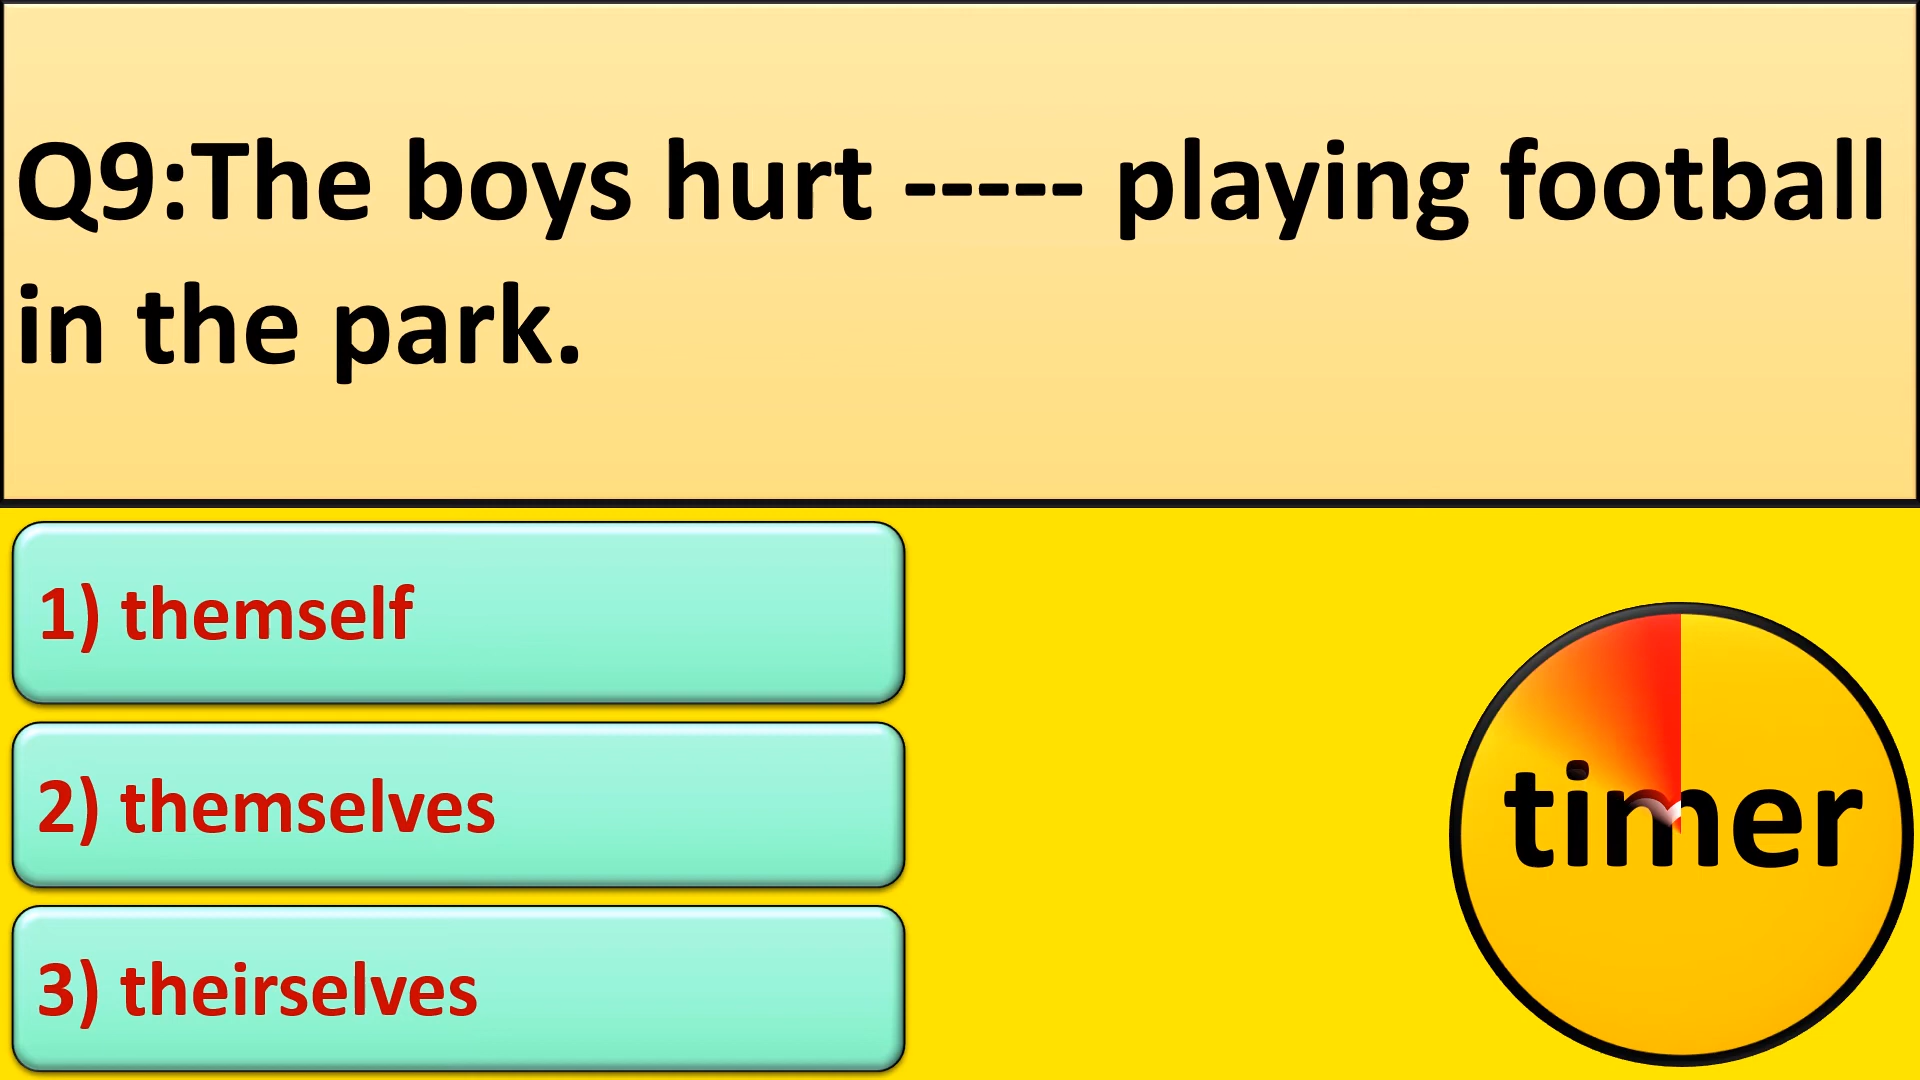 Q9:The boys hurt ----- playing football
in the park.
1) themself
2) themselves
3) theirselves
timer